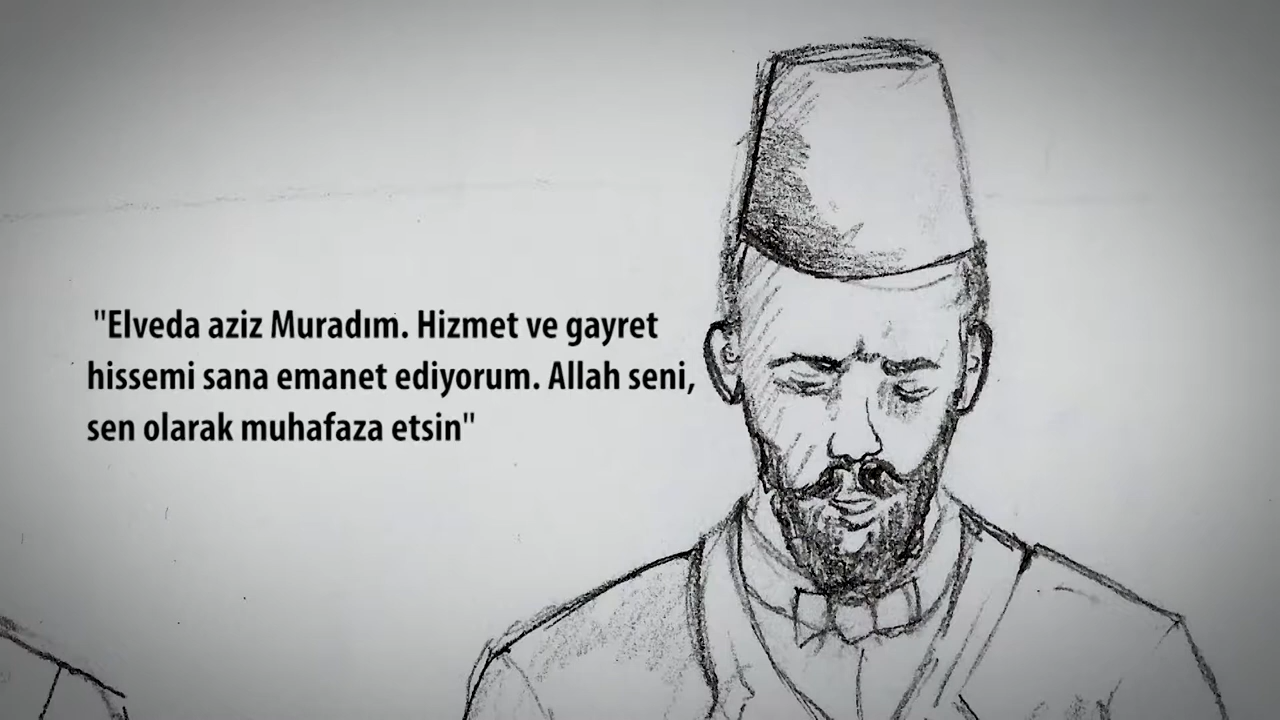 "Elveda aziz Muradım. Hizmet ve gayret
hissemi sana emanet ediyorum. Allah seni,
sen olarak muhafaza etsin"